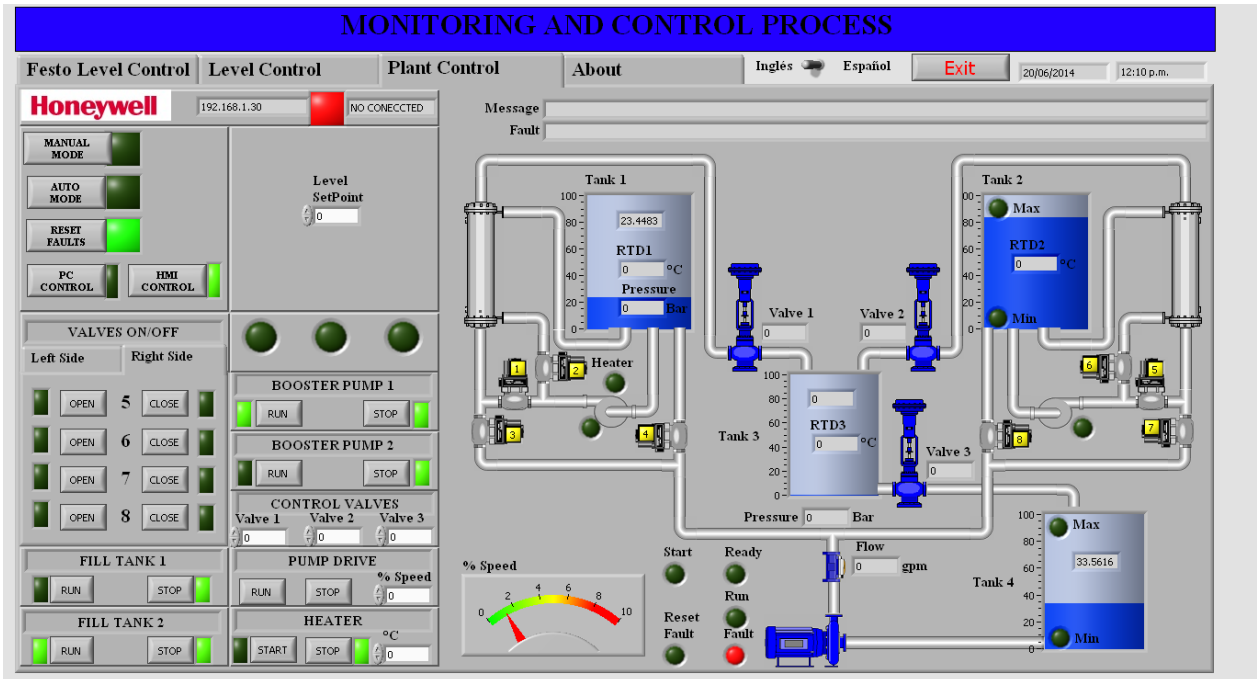 MONITORING AND CONTROL PROCESS
Festo Level Control Level Control Plant Control About Inglés Español Exit 20/06/2014 12:10 p.m.
Honeywell 192.168.1.30 NO CONECCTED
Message
Fault
MANUAL
MODE
AUTO
MODE
RESET
FAULTS
PC
CONTROL
HMI
CONTROL
Level
SetPoint
0
VALVES ON/OFF
Left Side Right Side
OPEN 5 CLOSE
OPEN 6 CLOSE
OPEN 7 CLOSE
OPEN 8 CLOSE
FILL TANK 1
RUN STOP
FILL TANK 2
RUN STOP
BOOSTER PUMP 1
RUN STOP
BOOSTER PUMP 2
RUN STOP
CONTROL VALVES
Valve 1 Valve 2 Valve 3
0 0 0
PUMP DRIVE
% Speed
RUN STOP 0
HEATER
°C
START STOP 0
Tank 1
100
80
60
40
20
0
23.4483
RTD1
0 °C
Pressure
0 Bar
Heater
1
2
3
4
Valve 1
0
Valve 2
0
Tank 2
00
80
60
40
20
0
Max
RTD2
0 °C
Min
6
5
8
7
Tank 3
100
80
60
40
20
0
0
RTD3
0 °C
Valve 3
0
Pressure 0 Bar
Flow
0 gpm
Tank 4
100
80
60
40
20
0
Max
33.5616
Min
% Speed
0 2 4 6 8 10
Start Ready
Run
Reset
Fault
Fault